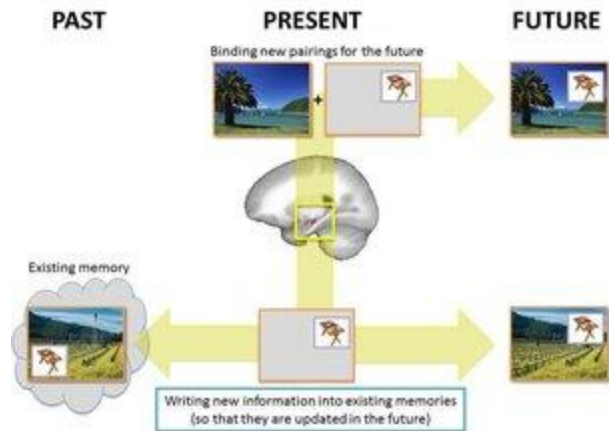 PAST
PRESENT
FUTURE
Binding new pairings for the future
+
Existing memory
Writing new information into existing memories
(so that they are updated in the future)